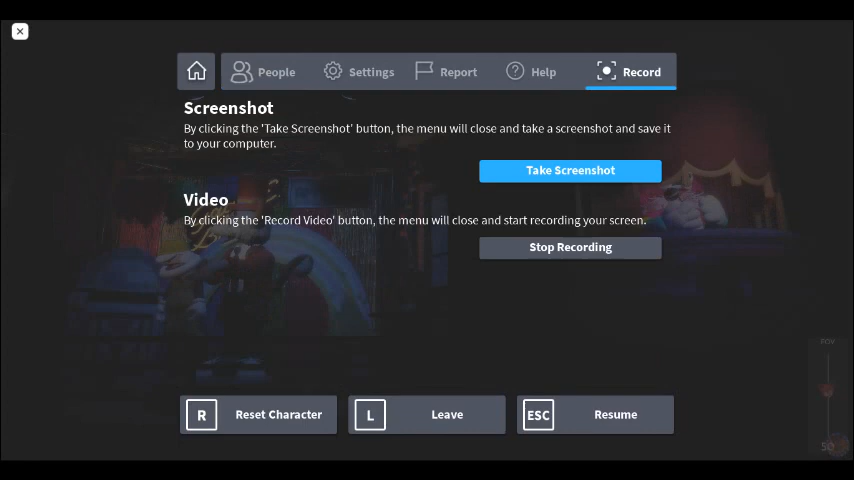 People
Settings
Report
Help
Record
Screenshot
By clicking the 'Take Screenshot' button, the menu will close and take a screenshot and save it
to your computer.
Take Screenshot
Video
By clicking the 'Record Video' button, the menu will close and start recording your screen.
Stop Recording
R
Reset Character
L
Leave
ESC
Resume
FOV